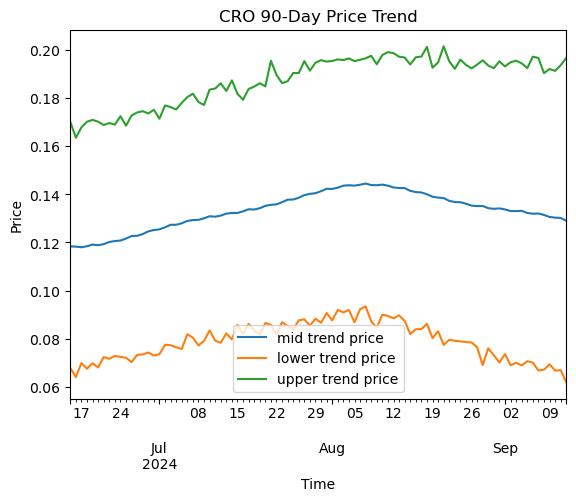 CRO 90-Day Price Trend
Price
0.20
0.18
0.16
0.14
0.12
0.10
0.08
0.06
mid trend price
lower trend price
upper trend price
17 24 08 15 22 29 05 12 19 26 02 09
Jul Aug Sep
2024
Time